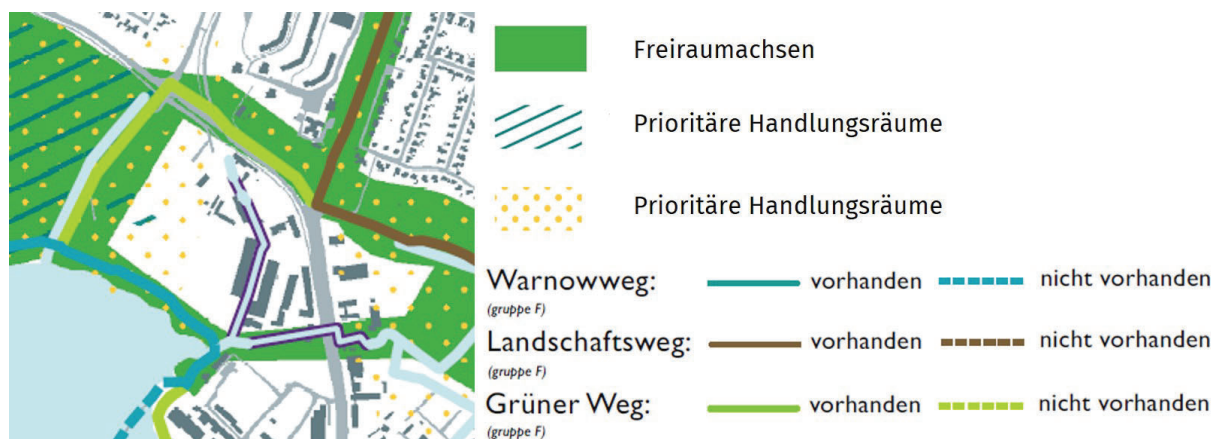 Freiraumachsen
Prioritäre Handlungsräume
Prioritäre Handlungsräume
Warnowweg: vorhanden nicht vorhanden
(gruppe F)
Landschaftsweg: vorhanden nicht vorhanden
(gruppe F)
Grüner Weg: vorhanden nicht vorhanden
(gruppe F)